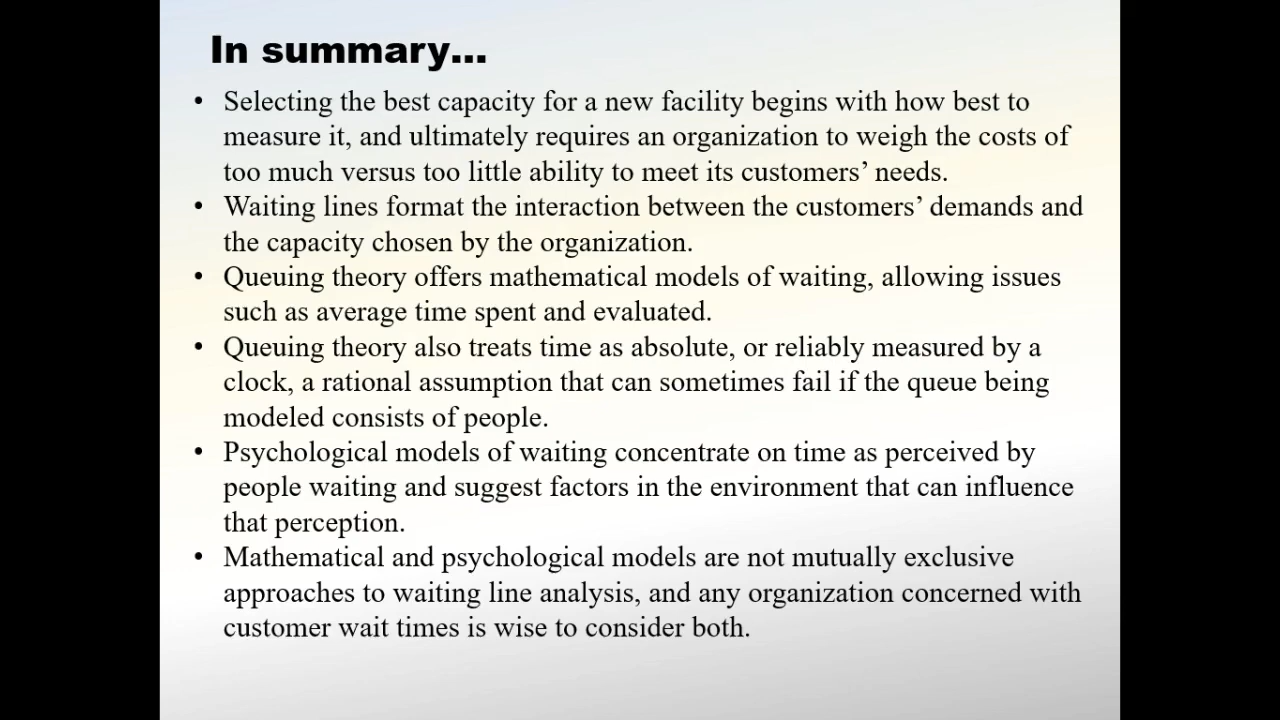 In summary...
• Selecting the best capacity for a new facility begins with how best to
measure it, and ultimately requires an organization to weigh the costs of
too much versus too little ability to meet its customers’ needs.
• Waiting lines format the interaction between the customers’ demands and
the capacity chosen by the organization.
• Queuing theory offers mathematical models of waiting, allowing issues
such as average time spent and evaluated.
• Queuing theory also treats time as absolute, or reliably measured by a
clock, a rational assumption that can sometimes fail if the queue being
modeled consists of people.
• Psychological models of waiting concentrate on time as perceived by
people waiting and suggest factors in the environment that can influence
that perception.
• Mathematical and psychological models are not mutually exclusive
approaches to waiting line analysis, and any organization concerned with
customer wait times is wise to consider both.